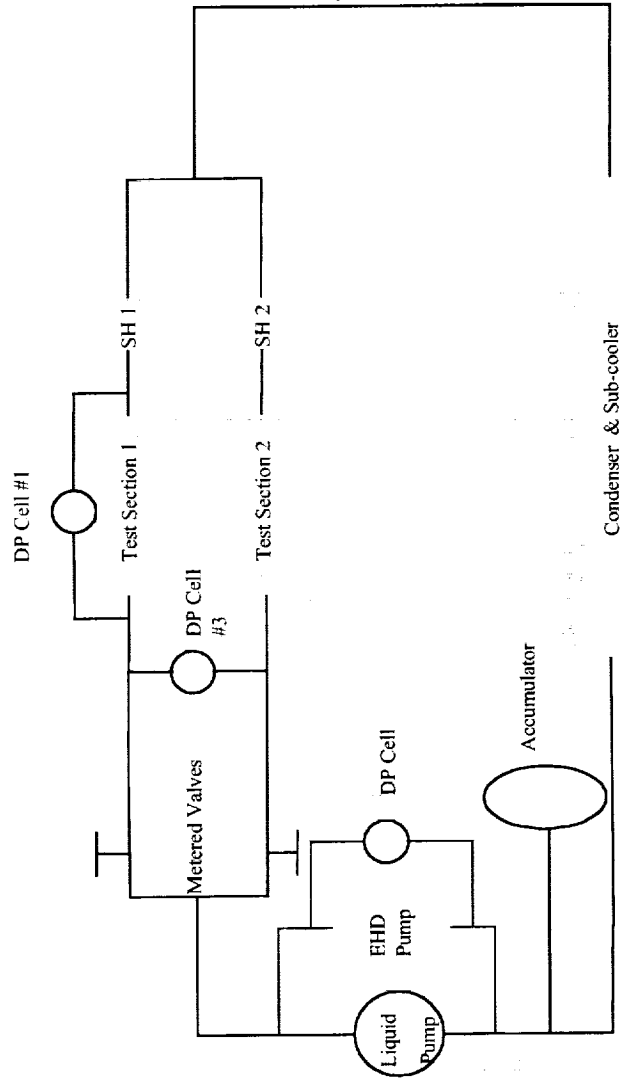 DP Cell #1
Test Section 1
SH 1
DP Cell
#3
Metered Valves
Test Section 2
SH 2
DP Cell
EHD
Pump
Liquid
Pump
Accumulator
Condenser & Sub-cooler